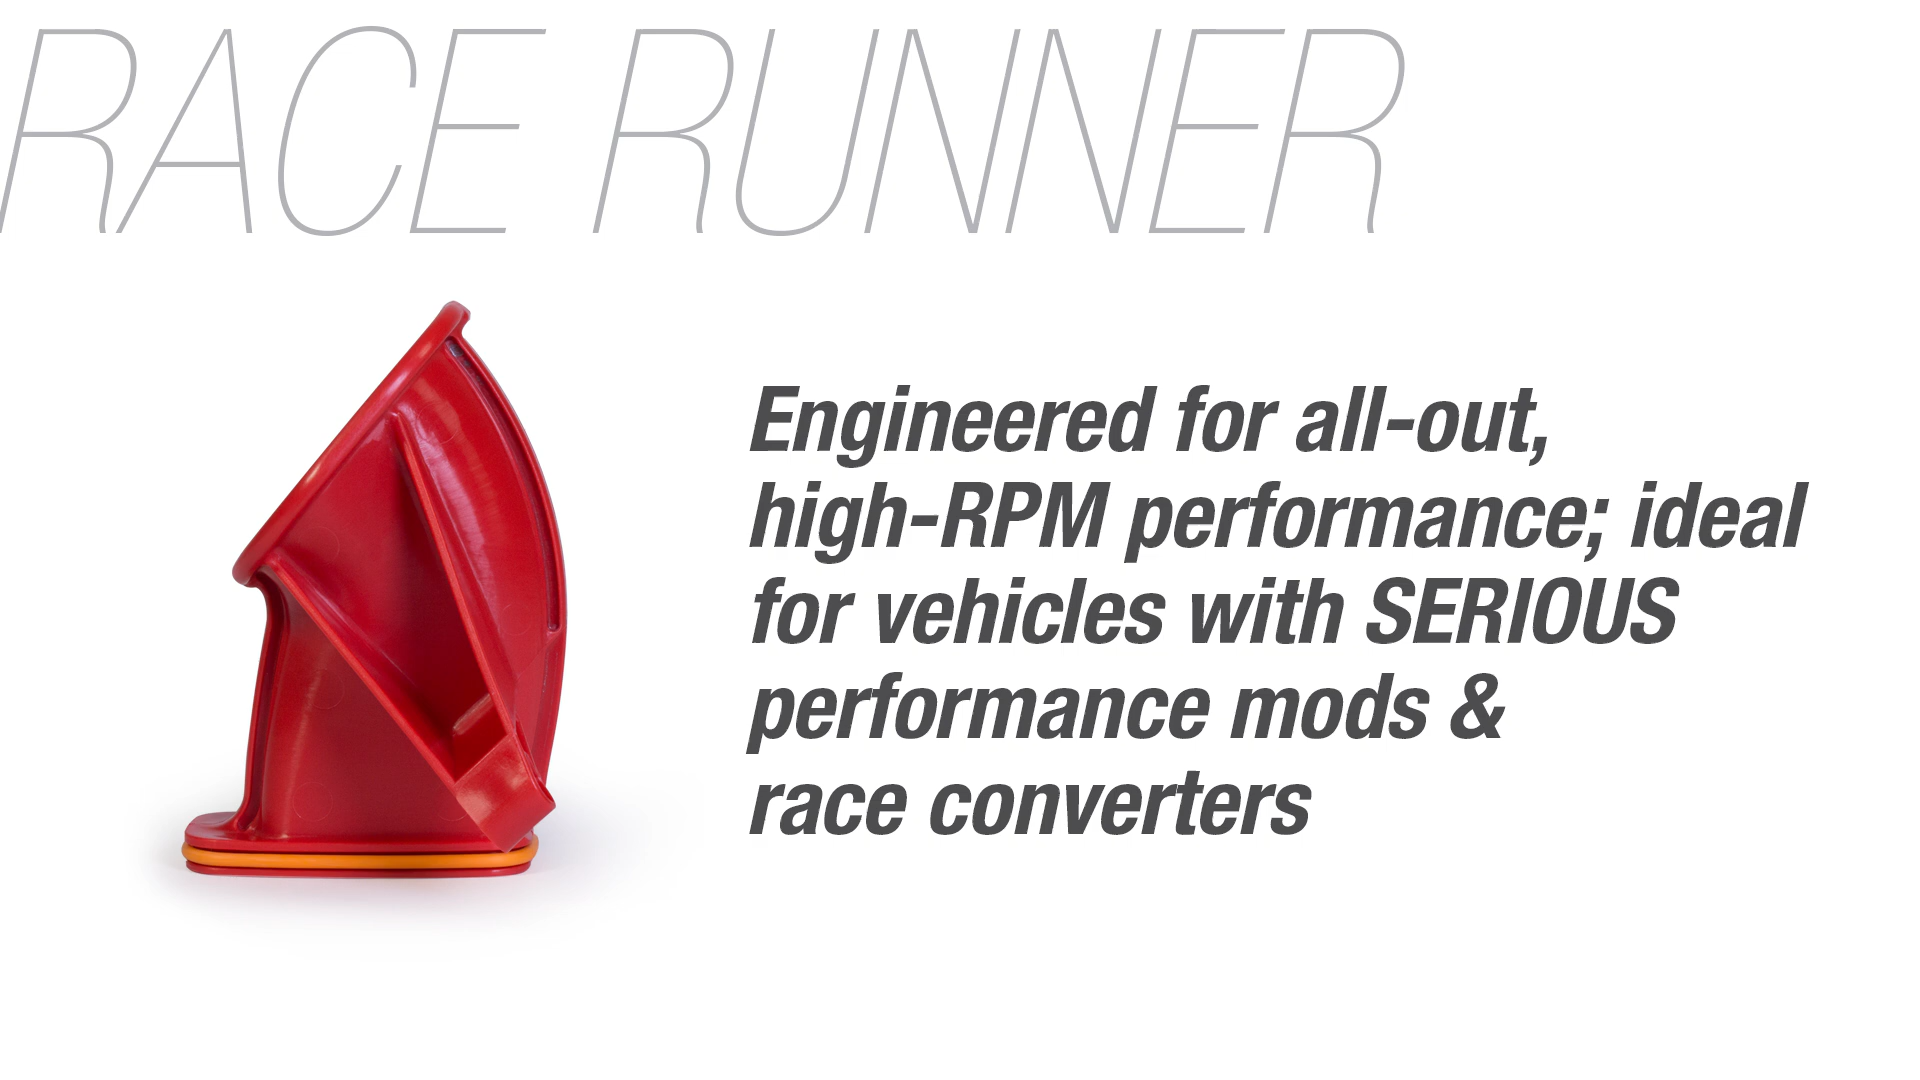 RACE RUNNER
Engineered for all-out,
high-RPM performance; ideal
for vehicles with SERIOUS
performance mods &
race converters